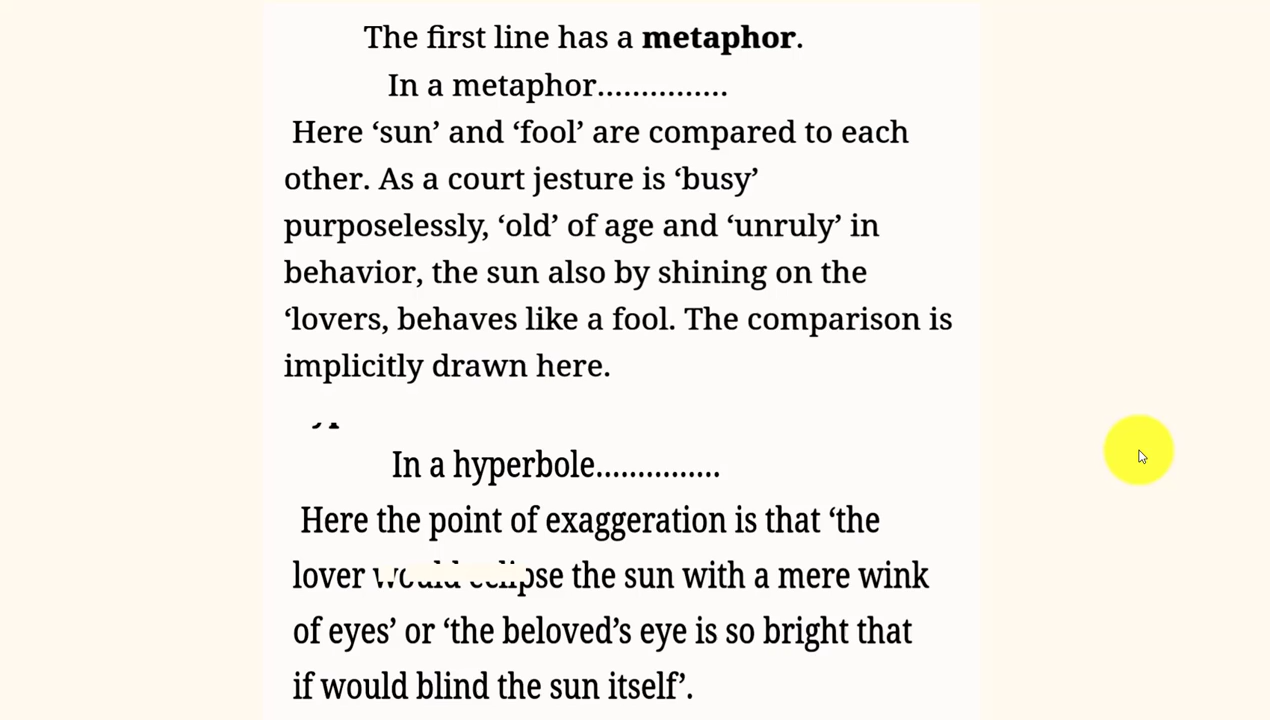 The first line has a metaphor.
In a metaphor...............
Here ‘sun’ and ‘fool’ are compared to each
other. As a court jesture is ‘busy’
purposelessly, ‘old’ of age and ‘unruly’ in
behavior, the sun also by shining on the
‘lovers, behaves like a fool. The comparison is
implicitly drawn here.
In a hyperbole..............
Here the point of exaggeration is that ‘the
lover would eclipse the sun with a mere wink
of eyes’ or ‘the beloved’s eye is so bright that
if would blind the sun itself’.